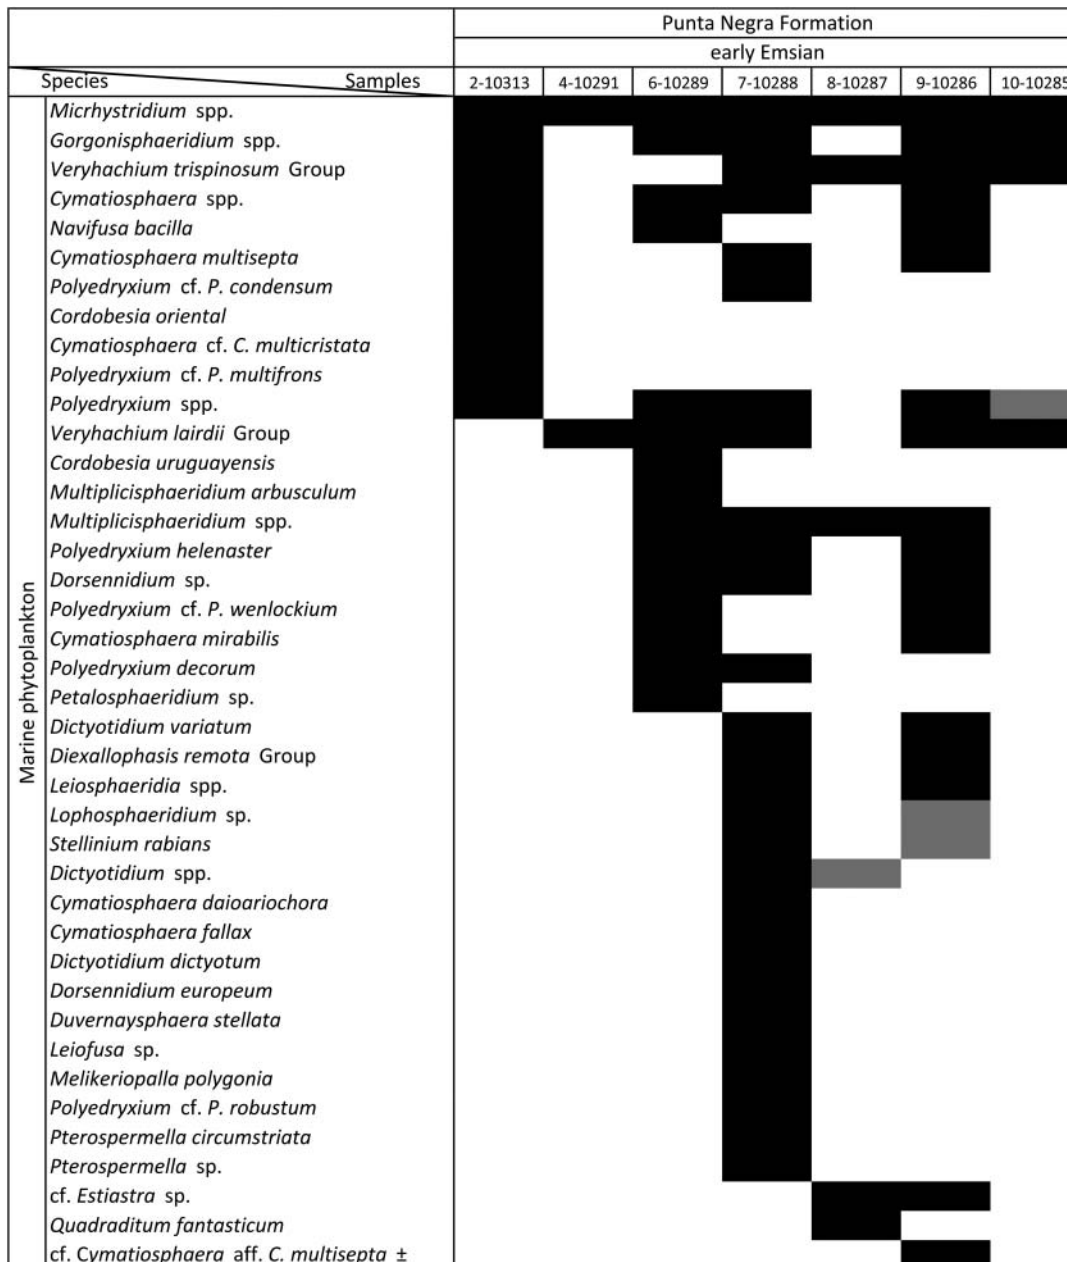 Punta Negra Formation
early Emsian
Species Samples 2-10313 4-10291 6-10289 7-10288 8-10287 9-10286 10-10285
Marine phytoplankton
Micrhystridium spp.
Gorgonisphaeridium spp.
Veryhachium trispinosum Group
Cymatiosphaera spp.
Navifusa bacilla
Cymatiosphaera multisepta
Polyedryxium cf. P. condensum
Cordobesia oriental
Cymatiosphaera cf. C. multicristata
Polyedryxium cf. P. multifrons
Polyedryxium spp.
Veryhachium lairdii Group
Cordobesia uruguayensis
Multiplicisphaeridium arbusculum
Multiplicisphaeridium spp.
Polyedryxium helenaster
Dorsennidium sp.
Polyedryxium cf. P. wenlockium
Cymatiosphaera mirabilis
Polyedryxium decorum
Petalosphaeridium sp.
Dictyotidium variatum
Diexallophasis remota Group
Leiosphaeridia spp.
Lophosphaeridium sp.
Stellinium rabians
Dictyotidium spp.
Cymatiosphaera daioariochora
Cymatiosphaera fallax
Dictyotidium dictyotum
Dorsennidium europeum
Duvernaysphaera stellata
Leiofusa sp.
Melikeriopalla polygonia
Polyedryxium cf. P. robustum
Pterospermella circumstriata
Pterospermella sp.
cf. Estiastra sp.
Quadraditum fantasticum
cf. Cymatiosphaera aff. C. multisepta ±